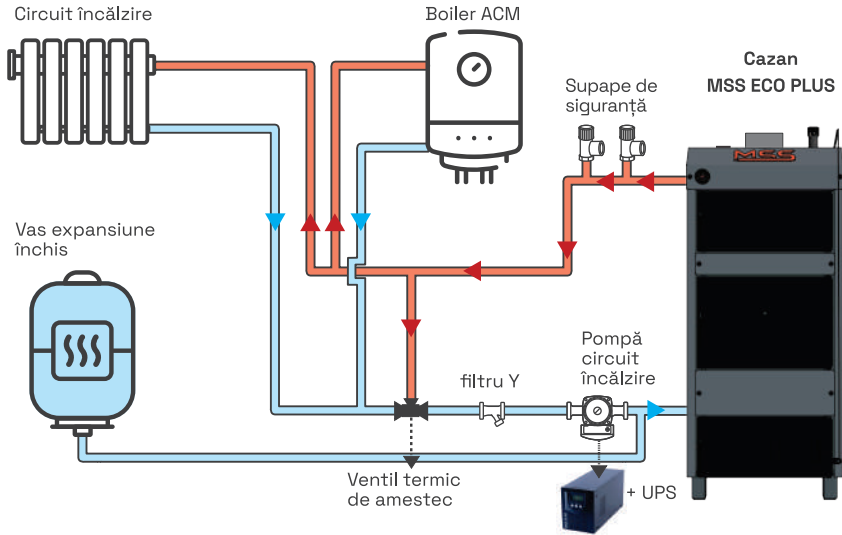 Circuit încălzire
Boiler ACM
Supape de
siguranță
Cazan
MSS ECO PLUS
MSS
Vas expansiune
închis
filtru Y
Pompă
circuit
încălzire
Ventil termic
de amestec
+ UPS